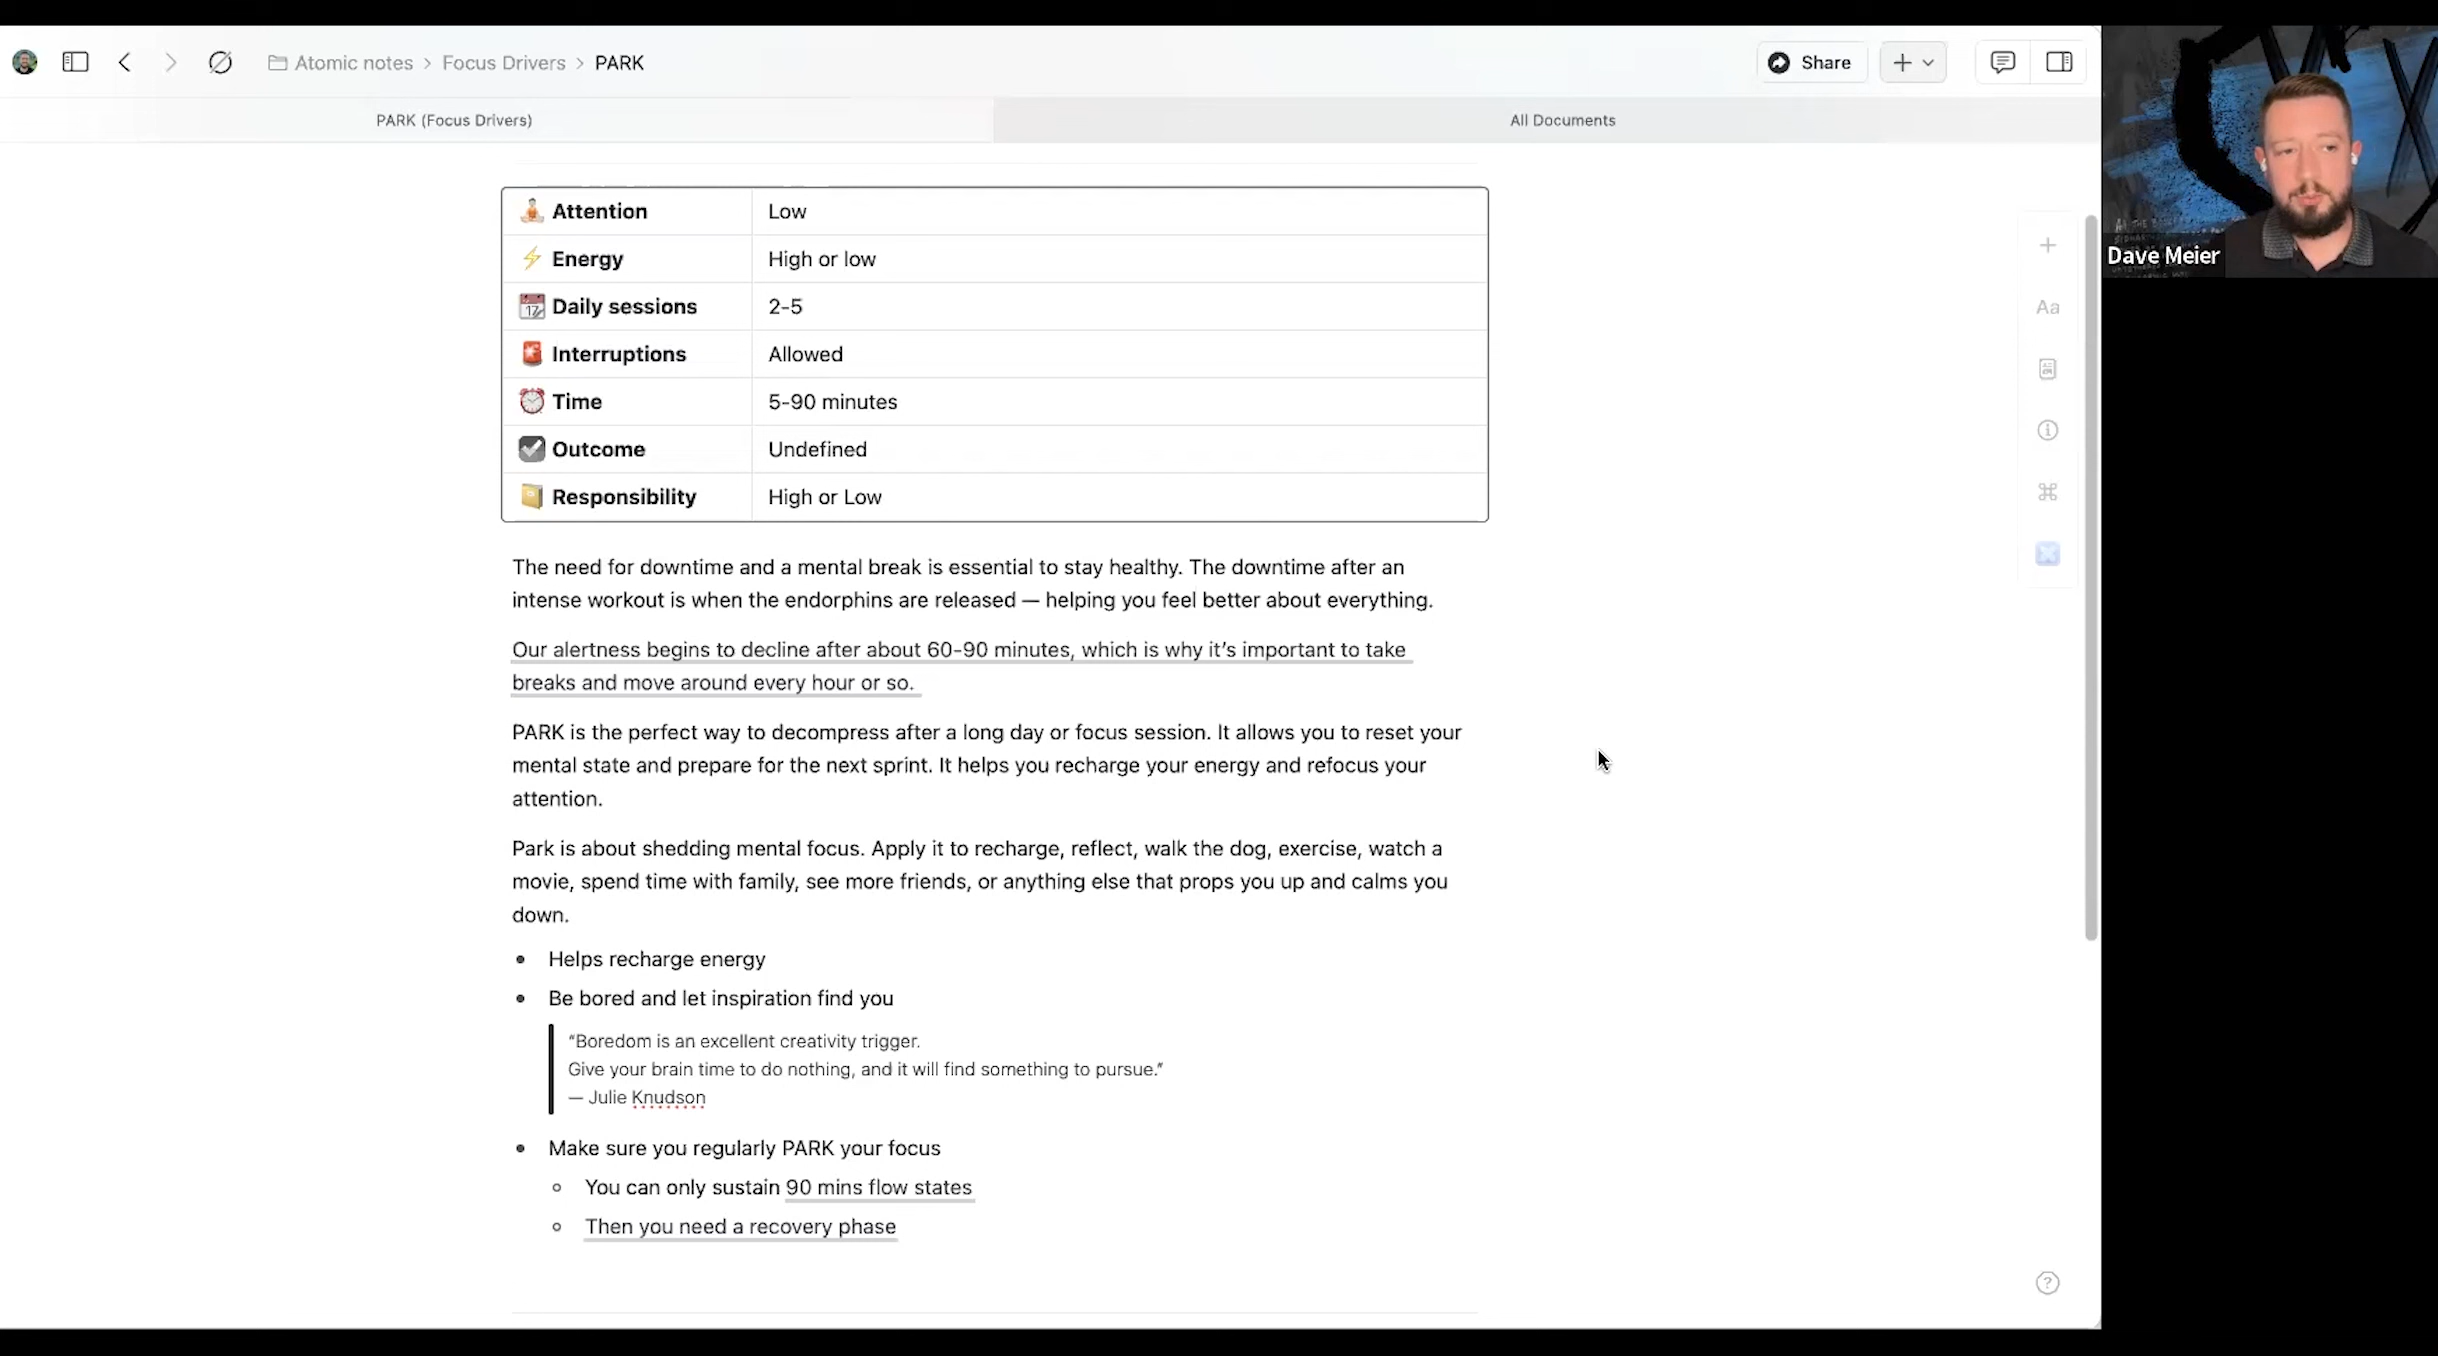 Atomic notes > Focus Drivers > PARK
Share
PARK (Focus Drivers)
All Documents
Attention
Low
Energy
High or low
Daily sessions
2-5
Interruptions
Allowed
Time
5-90 minutes
Outcome
Undefined
Responsibility
High or Low
Aa
Dave Meier
The need for downtime and a mental break is essential to stay healthy. The downtime after an
intense workout is when the endorphins are released — helping you feel better about everything.
Our alertness begins to decline after about 60-90 minutes, which is why it's important to take
breaks and move around every hour or so.
PARK is the perfect way to decompress after a long day or focus session. It allows you to reset your
mental state and prepare for the next sprint. It helps you recharge your energy and refocus your
attention.
Park is about shedding mental focus. Apply it to recharge, reflect, walk the dog, exercise, watch a
movie, spend time with family, see more friends, or anything else that props you up and calms you
down.
• Helps recharge energy
• Be bored and let inspiration find you
“Boredom is an excellent creativity trigger.
Give your brain time to do nothing, and it will find something to pursue.”
— Julie Knudson
• Make sure you regularly PARK your focus
◦ You can only sustain 90 mins flow states
◦ Then you need a recovery phase